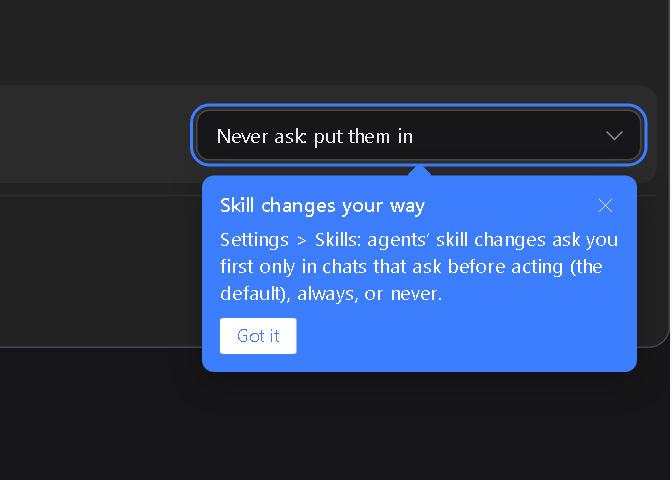 Never ask: put them in
Skill changes your way
Settings > Skills: agents’ skill changes ask you
first only in chats that ask before acting (the
default), always, or never.
Got it